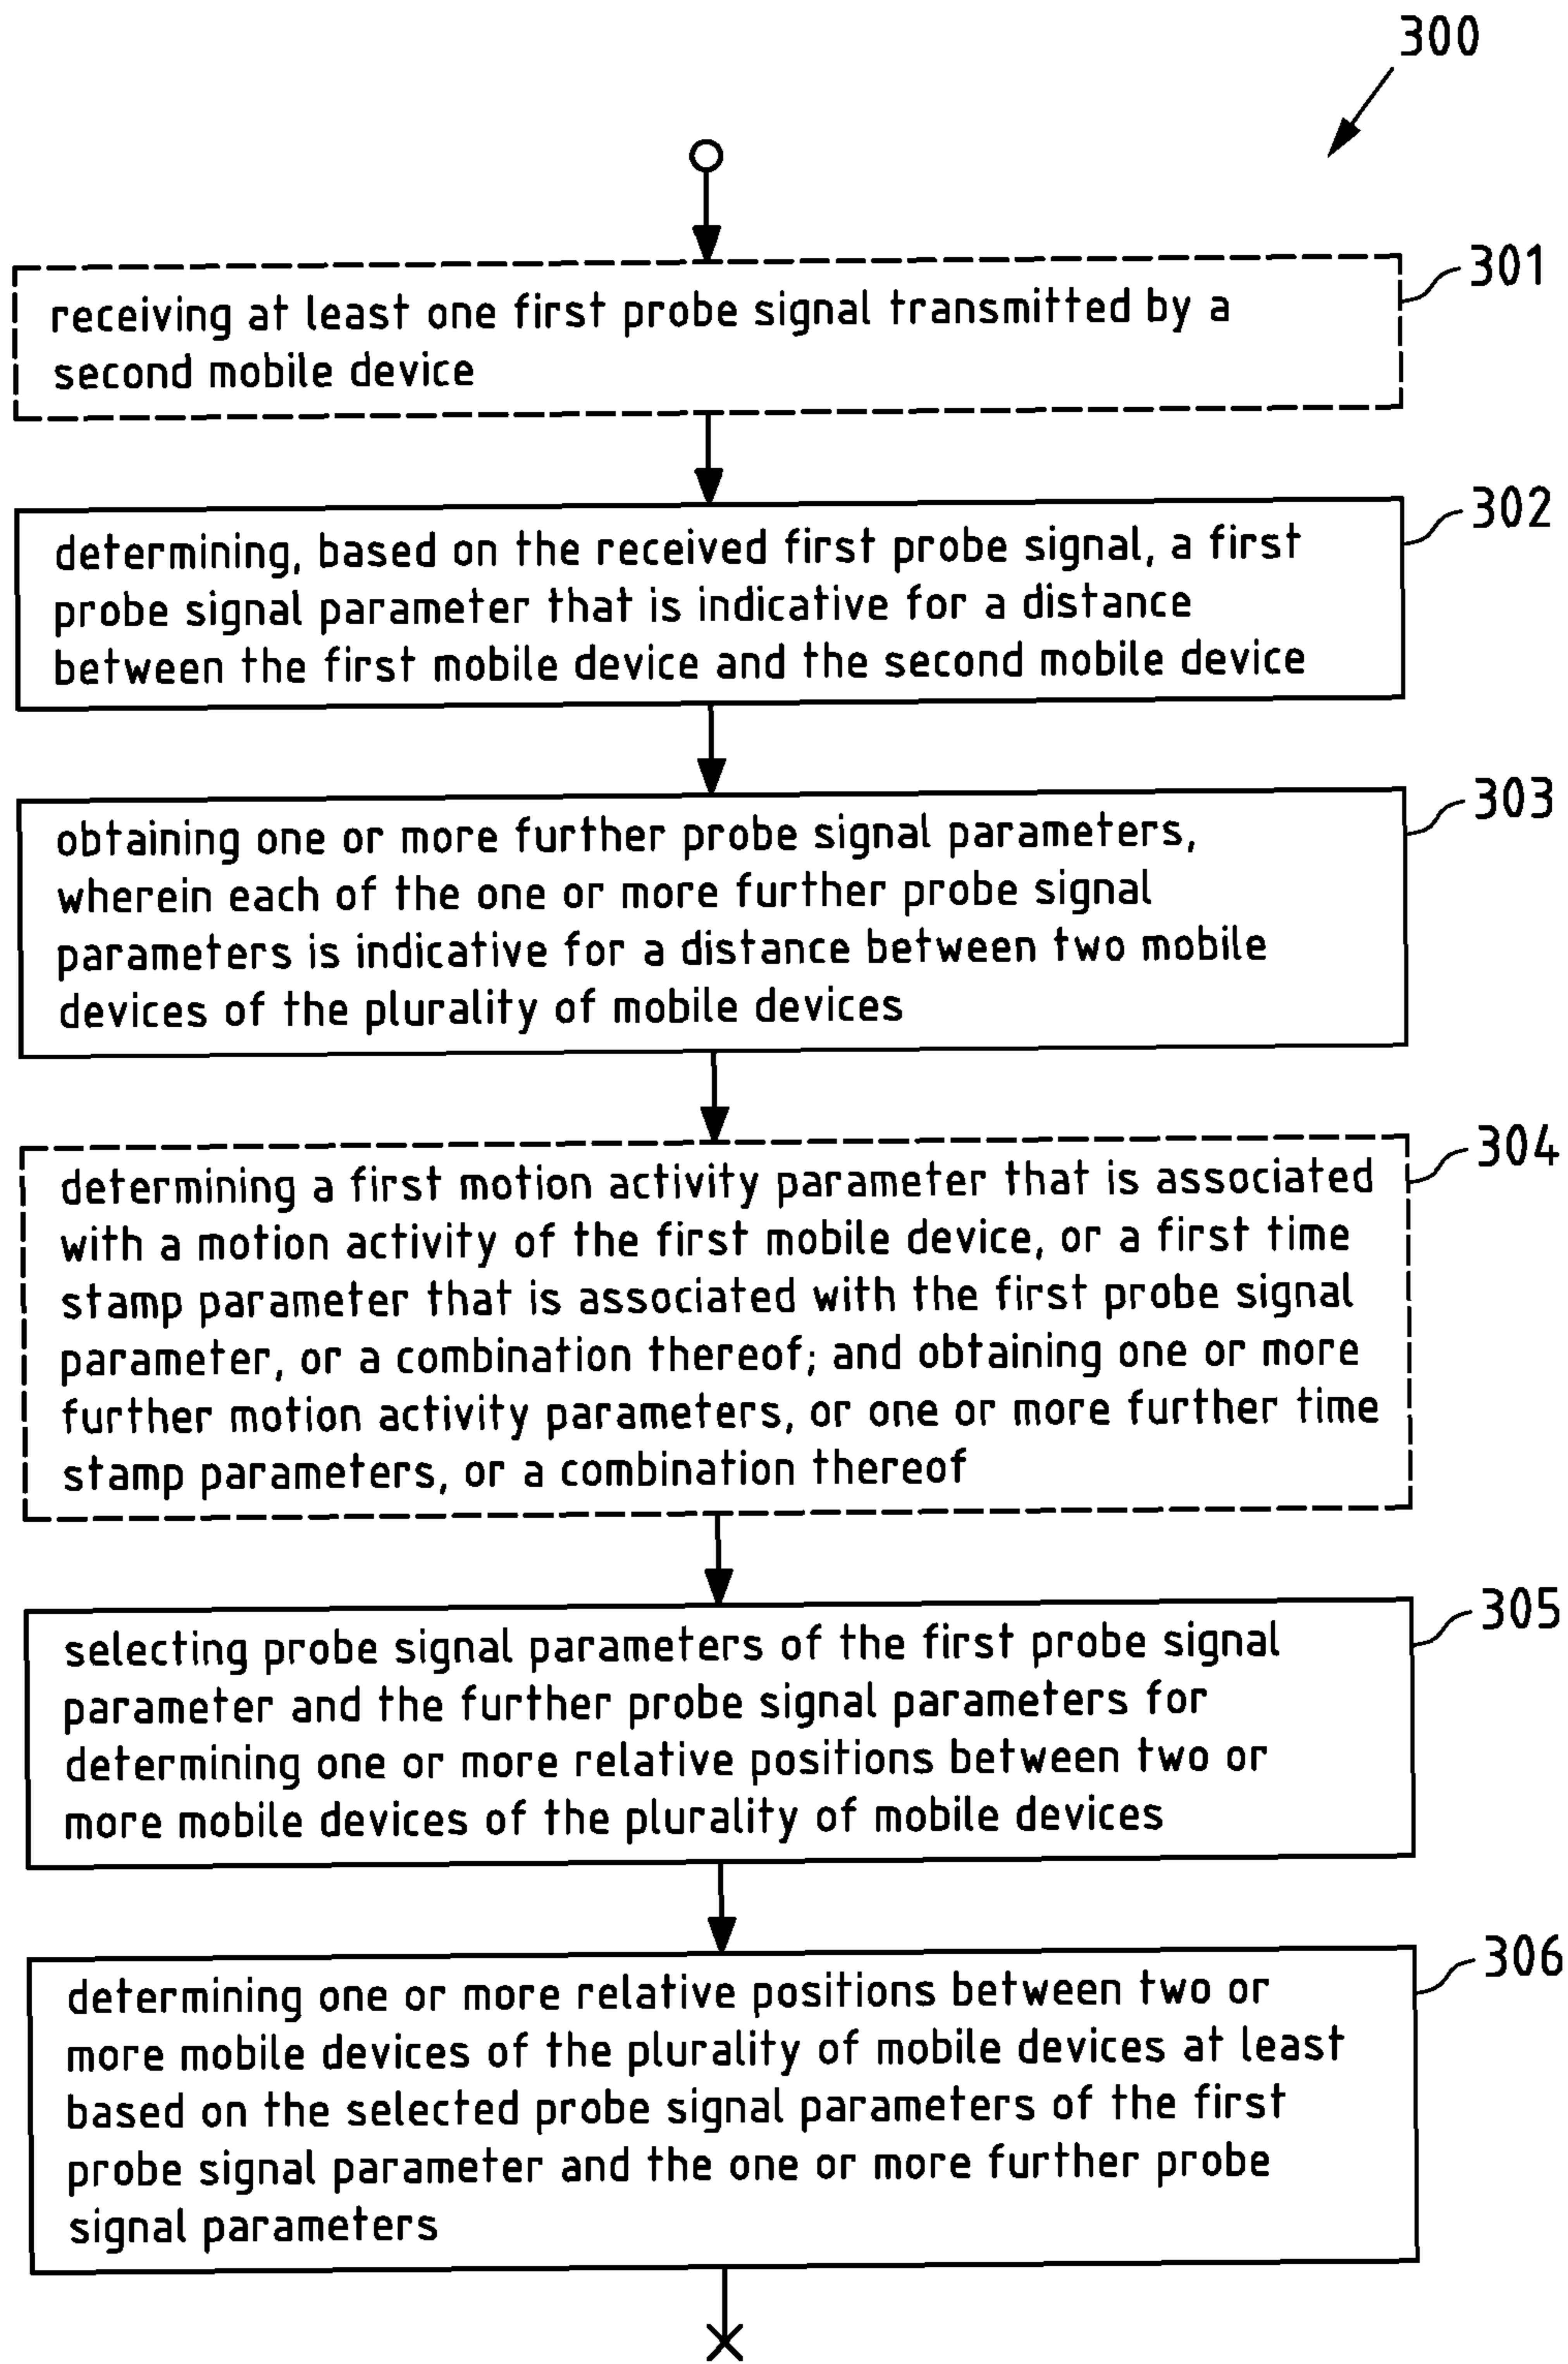 300
301
receiving at least one first probe signal transmitted by a
second mobile device
302
determining, based on the received first probe signal, a first
probe signal parameter that is indicative for a distance
between the first mobile device and the second mobile device
303
obtaining one or more further probe signal parameters,
wherein each of the one or more further probe signal
parameters is indicative for a distance between two mobile
devices of the plurality of mobile devices
304
determining a first motion activity parameter that is associated
with a motion activity of the first mobile device, or a first time
stamp parameter that is associated with the first probe signal
parameter, or a combination thereof; and obtaining one or more
further motion activity parameters, or one or more further time
stamp parameters, or a combination thereof
305
selecting probe signal parameters of the first probe signal
parameter and the further probe signal parameters for
determining one or more relative positions between two or
more mobile devices of the plurality of mobile devices
306
determining one or more relative positions between two or
more mobile devices of the plurality of mobile devices at least
based on the selected probe signal parameters of the first
probe signal parameter and the one or more further probe
signal parameters